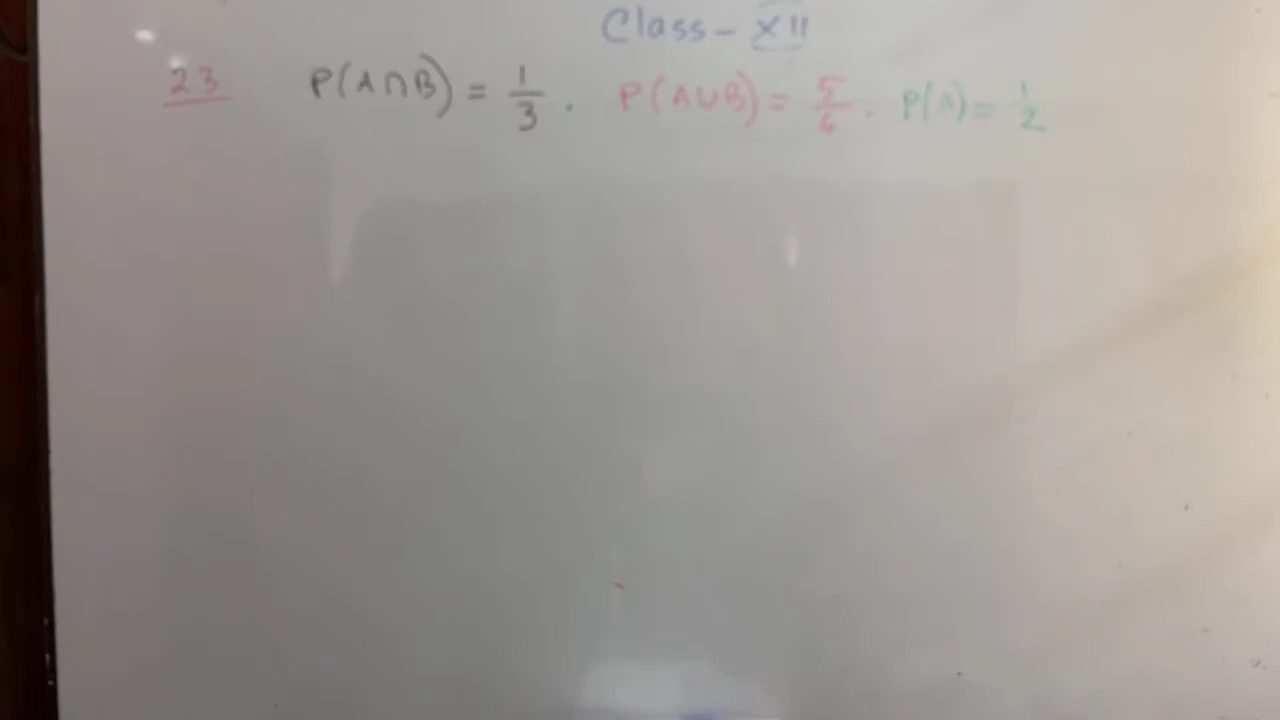 Class - XII
23 P(A∩B) = 1/3 . P(A∪B) = 5/6 . P(A) = 1/2